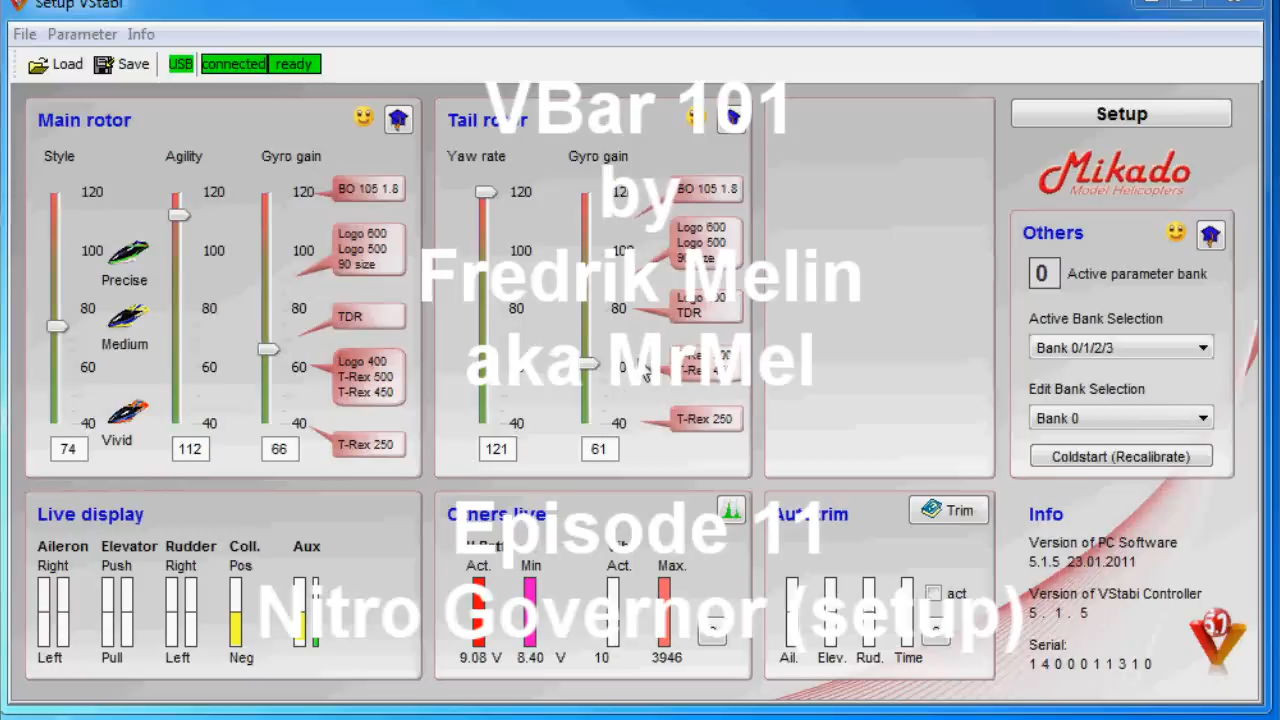 Setup VStabi
File Parameter Info
Load Save USB connected ready
VBar 101
by
Fredrik Melin
aka MrMel
Episode 11
Nitro Governor (setup)
Main rotor
Style Agility Gyro gain
120 120 120
100 100 100
80 80 80
60 60 60
40 40 40
Precise
Medium
Vivid
BO 105 1.8
Logo 600
Logo 500
90 size
TDR
Logo 400
T-Rex 500
T-Rex 450
T-Rex 250
74 112 66
Tail rotor
Yaw rate Gyro gain
120
100
80
60
40 40
BO 105 1.8
Logo 600
Logo 500
90 size
TDR
T-Rex 250
121 61
Setup
Mikado
Model Helicopters
Others
0 Active parameter bank
Active Bank Selection
Bank 0/1/2/3
Edit Bank Selection
Bank 0
Coldstart (Recalibrate)
Live display
Aileron Elevator Rudder Coll. Aux
Right Push Right Pos
Left Pull Left Neg
Others live
Act. Min Act. Max.
9.08 V 8.40 V 10 3946
Autotrim
Trim
act
Ail. Elev. Rud. Time
Info
Version of PC Software
5.1.5 23.01.2011
Version of VStabi Controller
5 . 1 . 5
Serial:
1 4 0 0 0 1 1 3 1 0
5.1